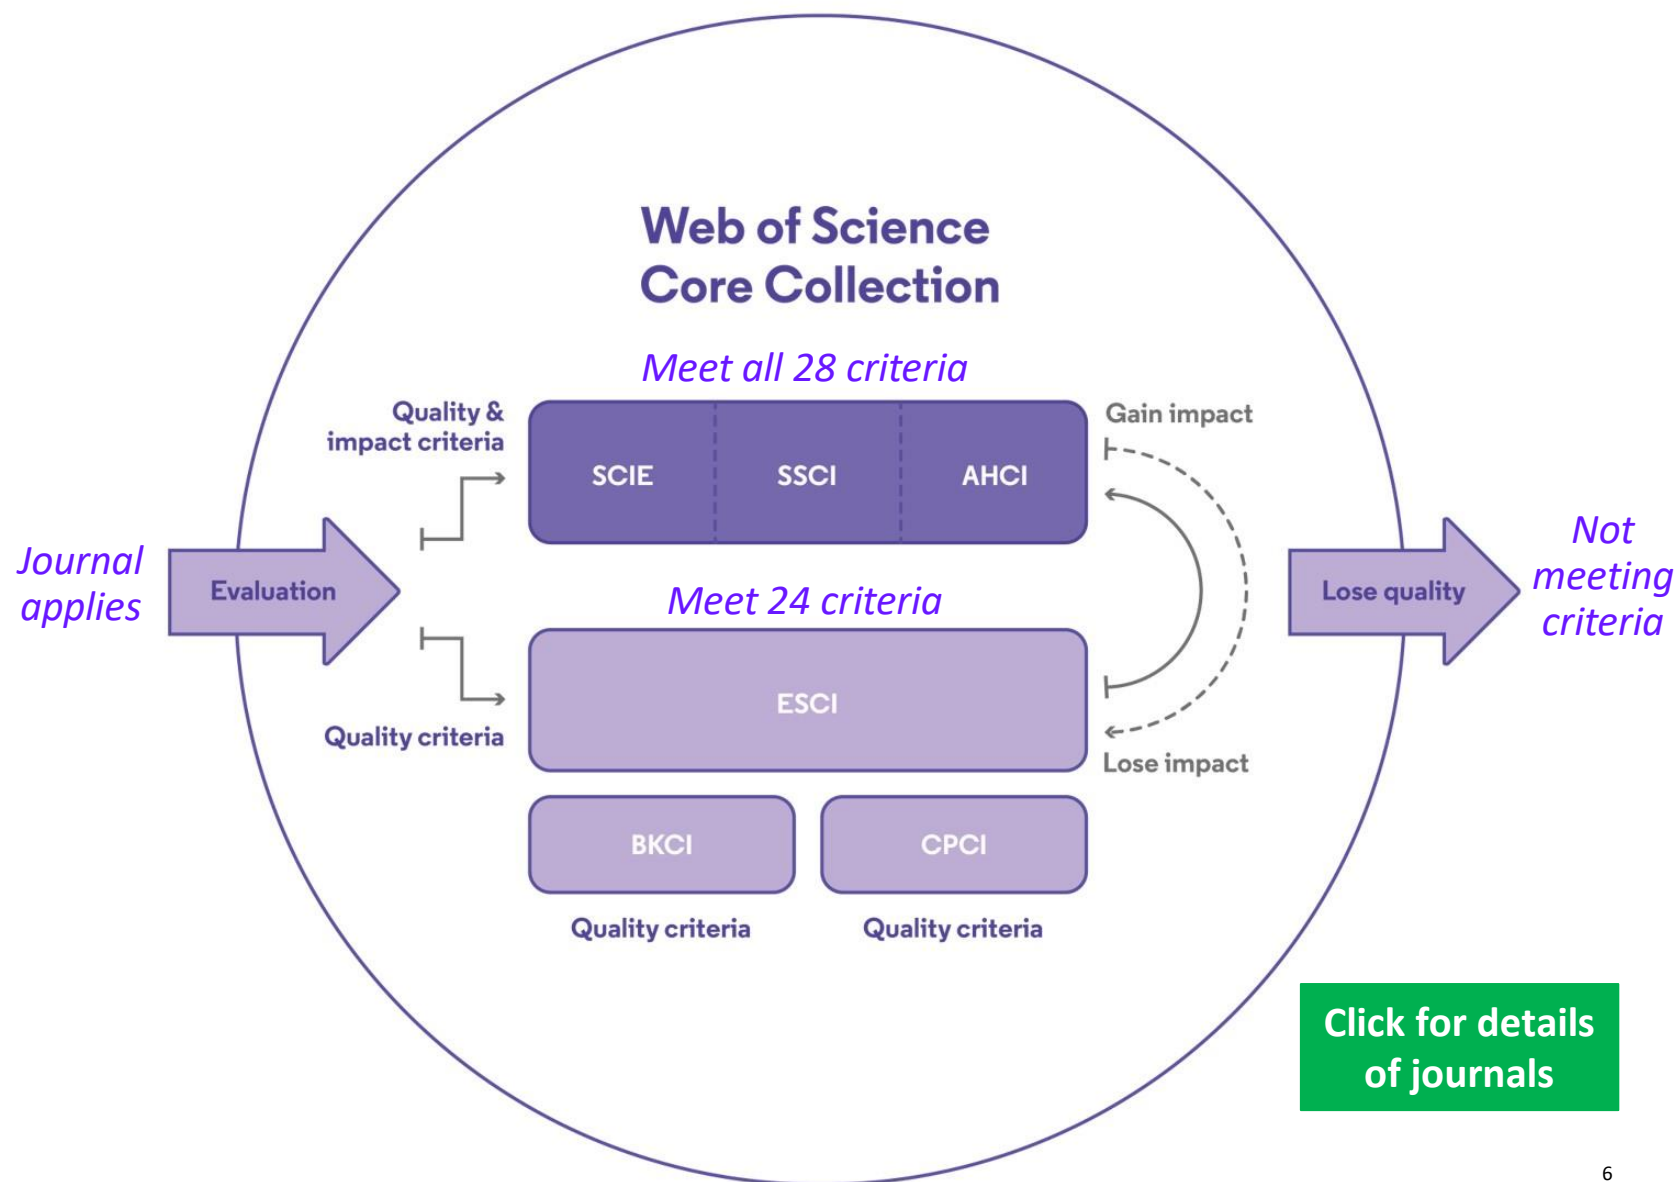 Web of Science
Core Collection
Meet all 28 criteria
Quality &
impact criteria
SCIE
SSCI
AHCI
Gain impact
Journal
applies
Evaluation
Meet 24 criteria
Lose quality
Not
meeting
criteria
ESCI
Quality criteria
Lose impact
BKCI
CPCI
Quality criteria
Quality criteria
Click for details
of journals
6